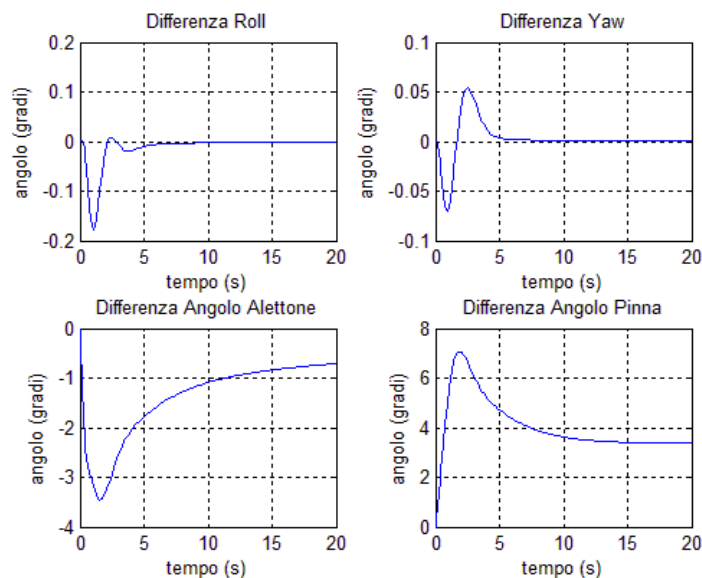 Differenza Roll
0.2
0.1
0
-0.1
-0.2
angolo (gradi)
0 5 10 15 20
tempo (s)
Differenza Yaw
0.1
0.05
0
-0.05
-0.1
angolo (gradi)
0 5 10 15 20
tempo (s)
Differenza Angolo Alettone
0
-1
-2
-3
-4
angolo (gradi)
0 5 10 15 20
tempo (s)
Differenza Angolo Pinna
8
6
4
2
0
angolo (gradi)
0 5 10 15 20
tempo (s)